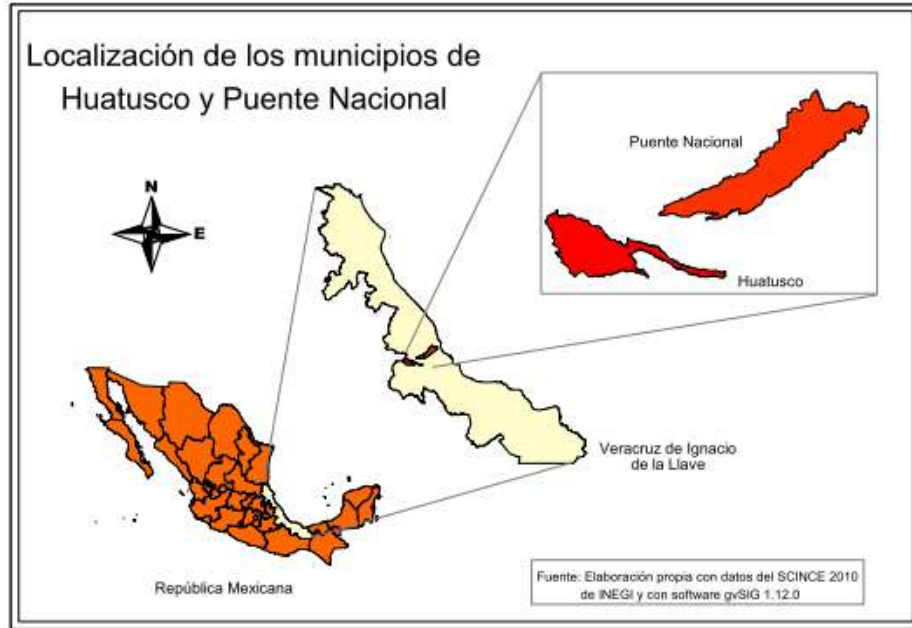 Localización de los municipios de
Huatusco y Puente Nacional
N
E
Puente Nacional
Huatusco
Veracruz de Ignacio
de la Llave
República Mexicana
Fuente: Elaboración propia con datos del SCINCE 2010
de INEGI y con software gvSIG 1.12.0